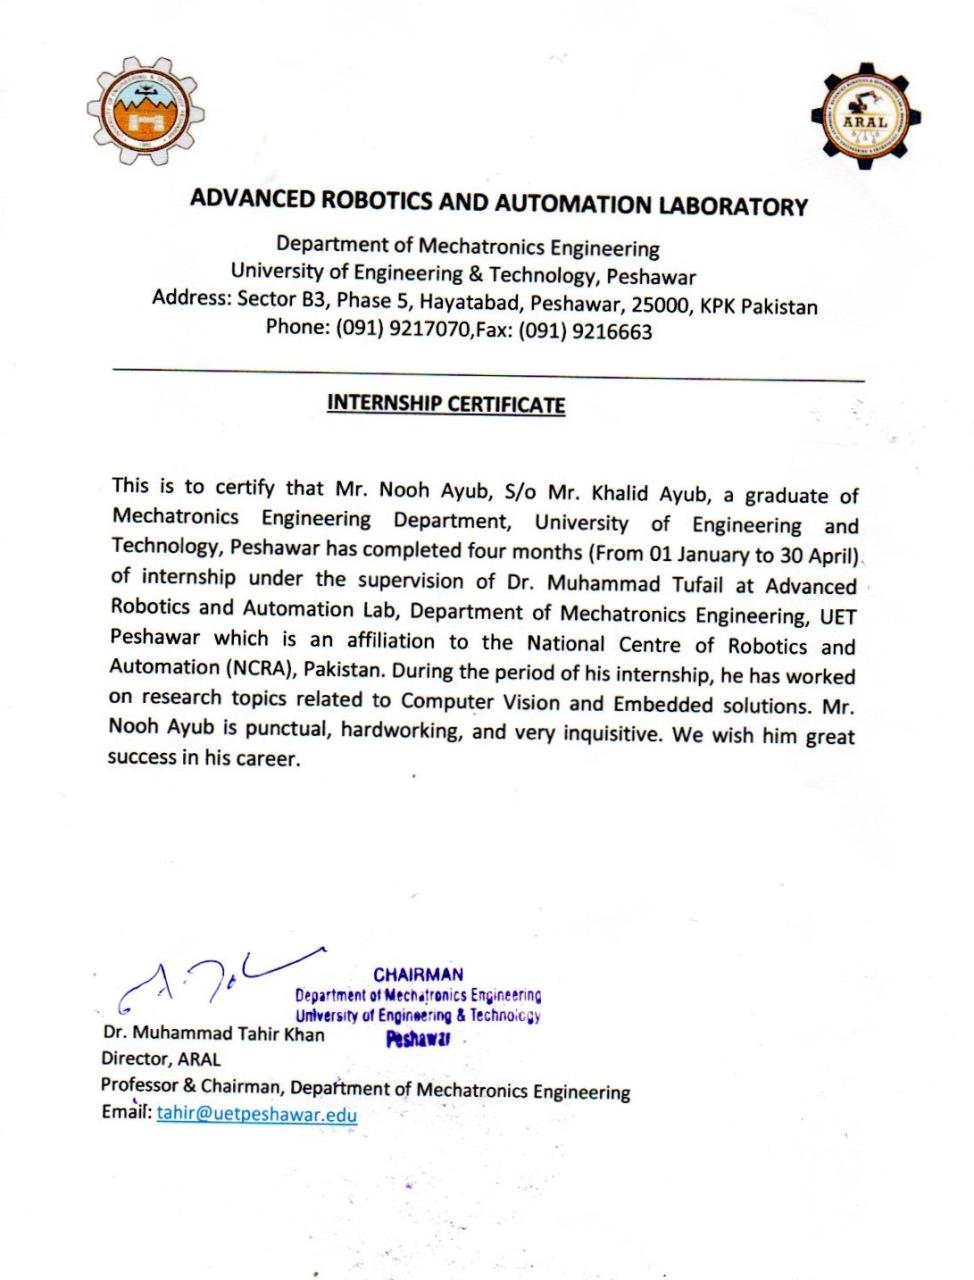 ARAL
ADVANCED ROBOTICS AND AUTOMATION LABORATORY
Department of Mechatronics Engineering
University of Engineering & Technology, Peshawar
Address: Sector B3, Phase 5, Hayatabad, Peshawar, 25000, KPK Pakistan
Phone: (091) 9217070,Fax: (091) 9216663
INTERNSHIP CERTIFICATE
This is to certify that Mr. Nooh Ayub, S/o Mr. Khalid Ayub, a graduate of
Mechatronics Engineering Department, University of Engineering and
Technology, Peshawar has completed four months (From 01 January to 30 April)
of internship under the supervision of Dr. Muhammad Tufail at Advanced
Robotics and Automation Lab, Department of Mechatronics Engineering, UET
Peshawar which is an affiliation to the National Centre of Robotics and
Automation (NCRA), Pakistan. During the period of his internship, he has worked
on research topics related to Computer Vision and Embedded solutions. Mr.
Nooh Ayub is punctual, hardworking, and very inquisitive. We wish him great
success in his career.
CHAIRMAN
Department of Mechatronics Engineering
University of Engineering & Technology
Peshawar
Dr. Muhammad Tahir Khan
Director, ARAL
Professor & Chairman, Department of Mechatronics Engineering
Email: tahir@uetpeshawar.edu